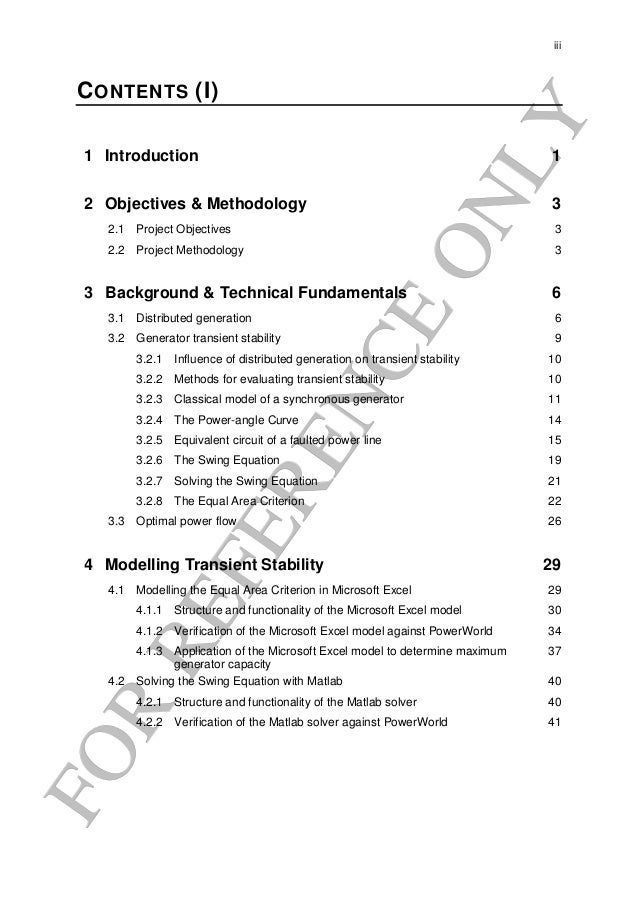 iii
CONTENTS (I)
1 Introduction 1
2 Objectives & Methodology 3
2.1 Project Objectives 3
2.2 Project Methodology 3
3 Background & Technical Fundamentals 6
3.1 Distributed generation 6
3.2 Generator transient stability 9
3.2.1 Influence of distributed generation on transient stability 10
3.2.2 Methods for evaluating transient stability 10
3.2.3 Classical model of a synchronous generator 11
3.2.4 The Power-angle Curve 14
3.2.5 Equivalent circuit of a faulted power line 15
3.2.6 The Swing Equation 19
3.2.7 Solving the Swing Equation 21
3.2.8 The Equal Area Criterion 22
3.3 Optimal power flow 26
4 Modelling Transient Stability 29
4.1 Modelling the Equal Area Criterion in Microsoft Excel 29
4.1.1 Structure and functionality of the Microsoft Excel model 30
4.1.2 Verification of the Microsoft Excel model against PowerWorld 34
4.1.3 Application of the Microsoft Excel model to determine maximum 37
generator capacity
4.2 Solving the Swing Equation with Matlab 40
4.2.1 Structure and functionality of the Matlab solver 40
4.2.2 Verification of the Matlab solver against PowerWorld 41
FOR REFERENCE ONLY